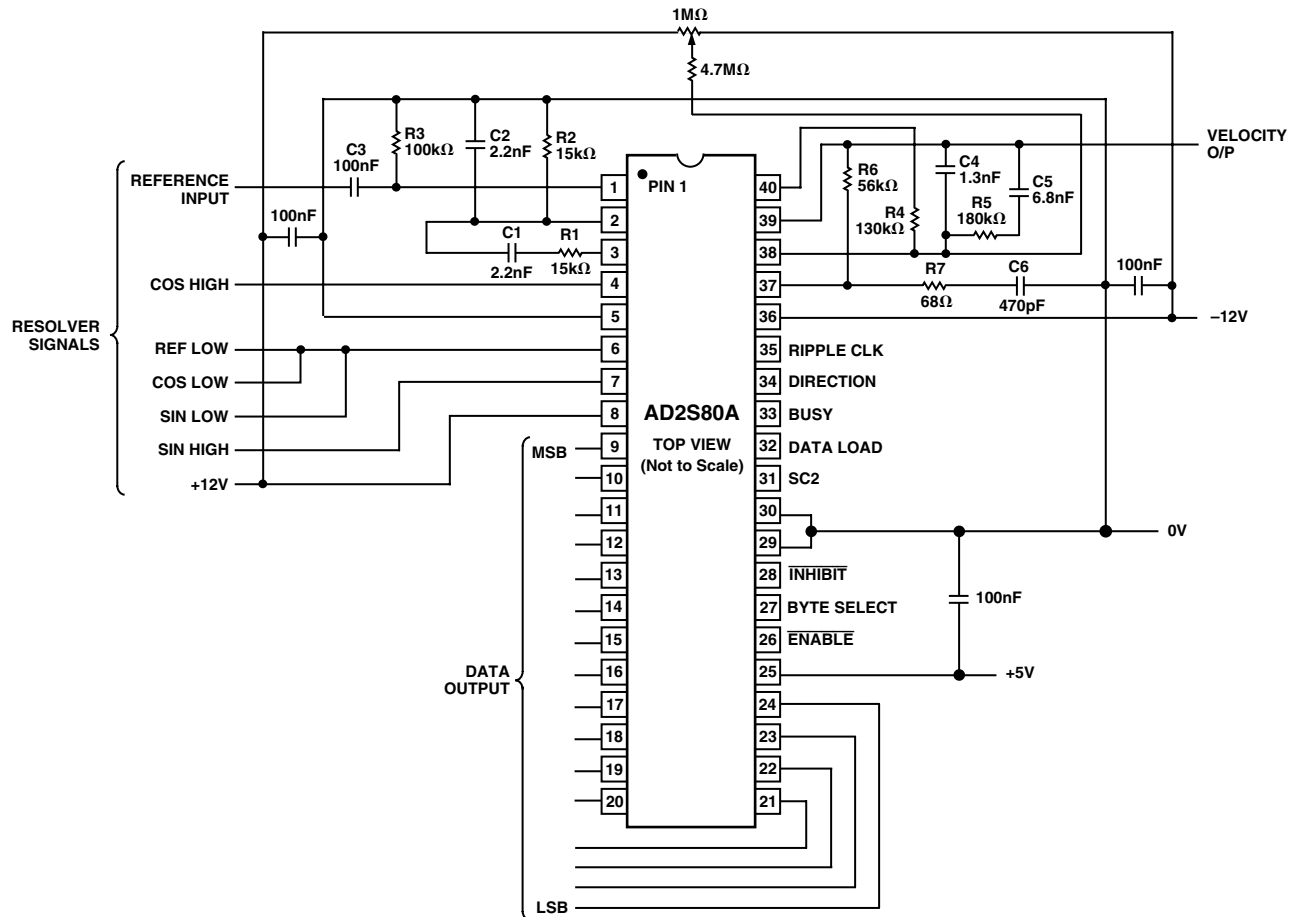 1MΩ
4.7MΩ
R3
100kΩ
C2
2.2nF
R2
15kΩ
C3
100nF
REFERENCE
INPUT
100nF
C1
2.2nF
R1
15kΩ
COS HIGH
RESOLVER
SIGNALS
REF LOW
COS LOW
SIN LOW
SIN HIGH
+12V
MSB
DATA
OUTPUT
LSB
PIN 1
AD2S80A
TOP VIEW
(Not to Scale)
1
2
3
4
5
6
7
8
9
10
11
12
13
14
15
16
17
18
19
20
40
39
38
37
36
35 RIPPLE CLK
34 DIRECTION
33 BUSY
32 DATA LOAD
31 SC2
30
29
28 INHIBIT
27 BYTE SELECT
26 ENABLE
25
24
23
22
21
VELOCITY
O/P
R6
56kΩ
R4
130kΩ
C4
1.3nF
R5
180kΩ
C5
6.8nF
R7
68Ω
C6
470pF
100nF
–12V
0V
100nF
+5V